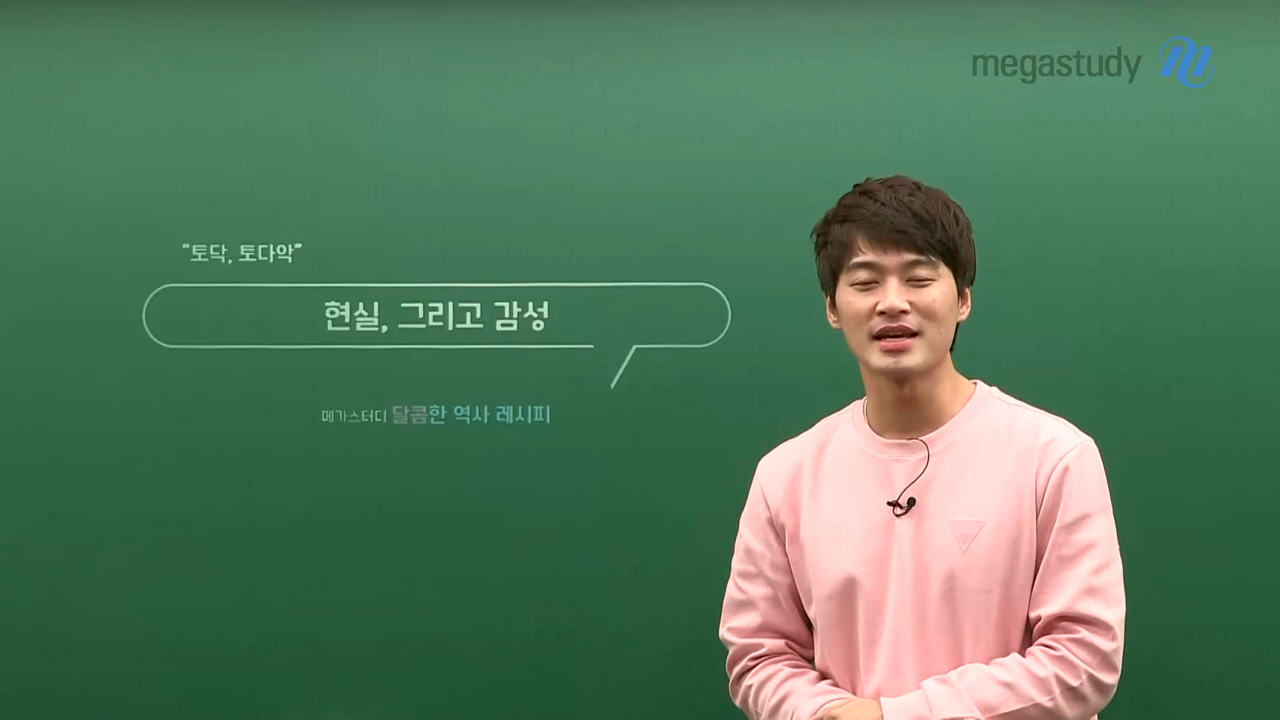 megastudy
“토닥, 토다악”
현실, 그리고 감성
메가스터디 달콤한 역사 레시피